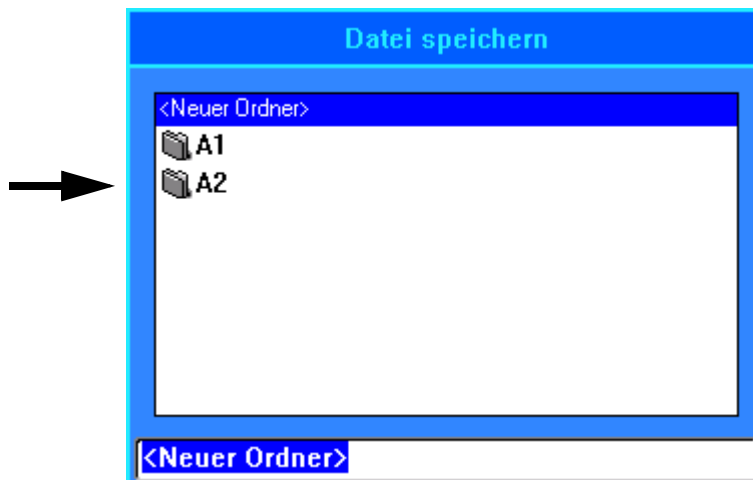 Datei speichern
<Neuer Ordner>
A1
A2
<Neuer Ordner>